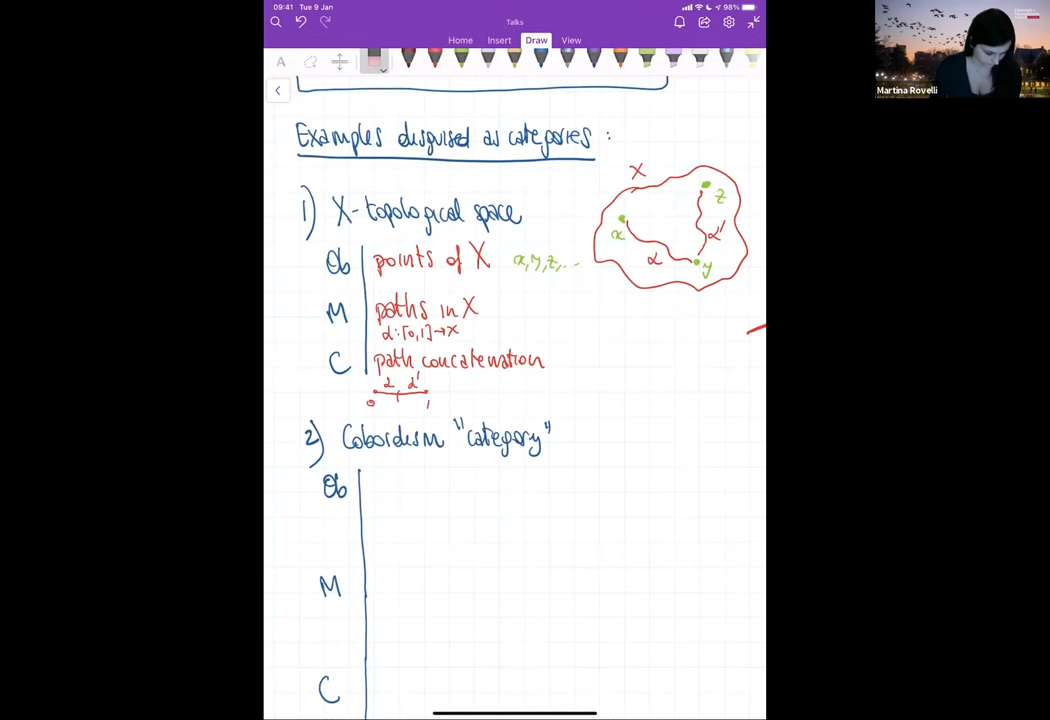 09:41 Tue 9 Jan
98%
Talks
Home Insert Draw View
Examples disguised as categories :
1) X - topological space
Ob points of X x, y, z, ...
M paths in X
α : [0,1] → X
C path concatenation
α α'
0 1
X
x
z
α
α'
y
2) Cobordism "category"
Ob
M
C
Martina Rovelli